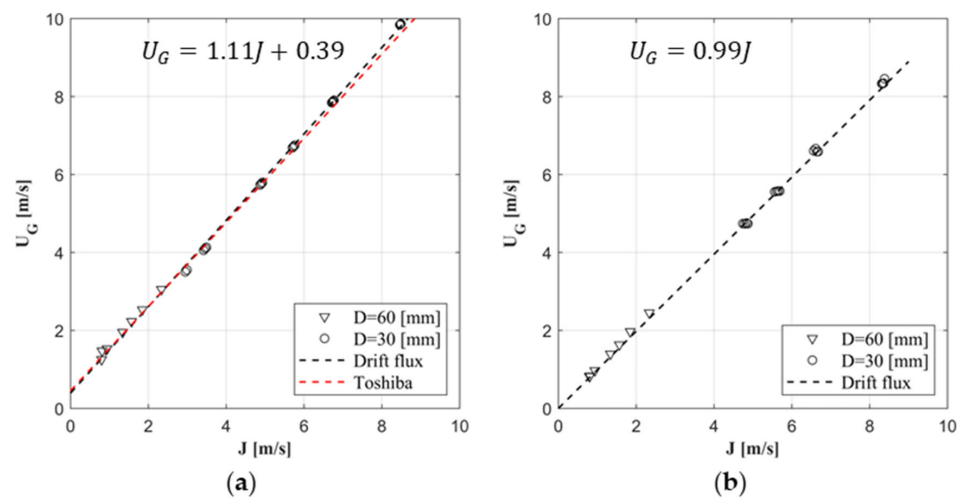 U_G = 1.11J + 0.39
10
8
6
4
2
0
U_G [m/s]
0 2 4 6 8 10
J [m/s]
D=60 [mm]
D=30 [mm]
Drift flux
Toshiba
(a)
U_G = 0.99J
10
8
6
4
2
0
U_G [m/s]
0 2 4 6 8 10
J [m/s]
D=60 [mm]
D=30 [mm]
Drift flux
(b)